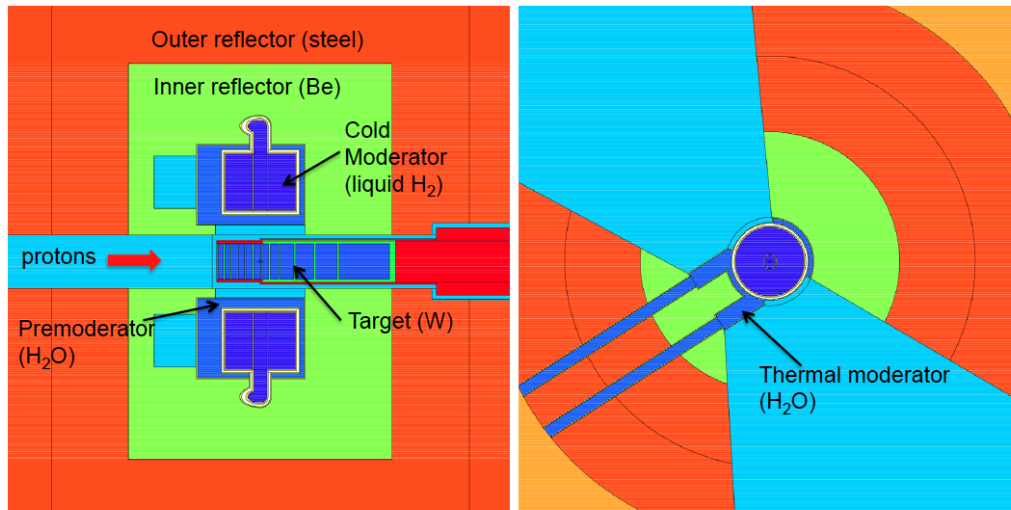 Outer reflector (steel)
Inner reflector (Be)
Cold
Moderator
(liquid H₂)
protons
Premoderator
(H₂O)
Target (W)
Thermal moderator
(H₂O)